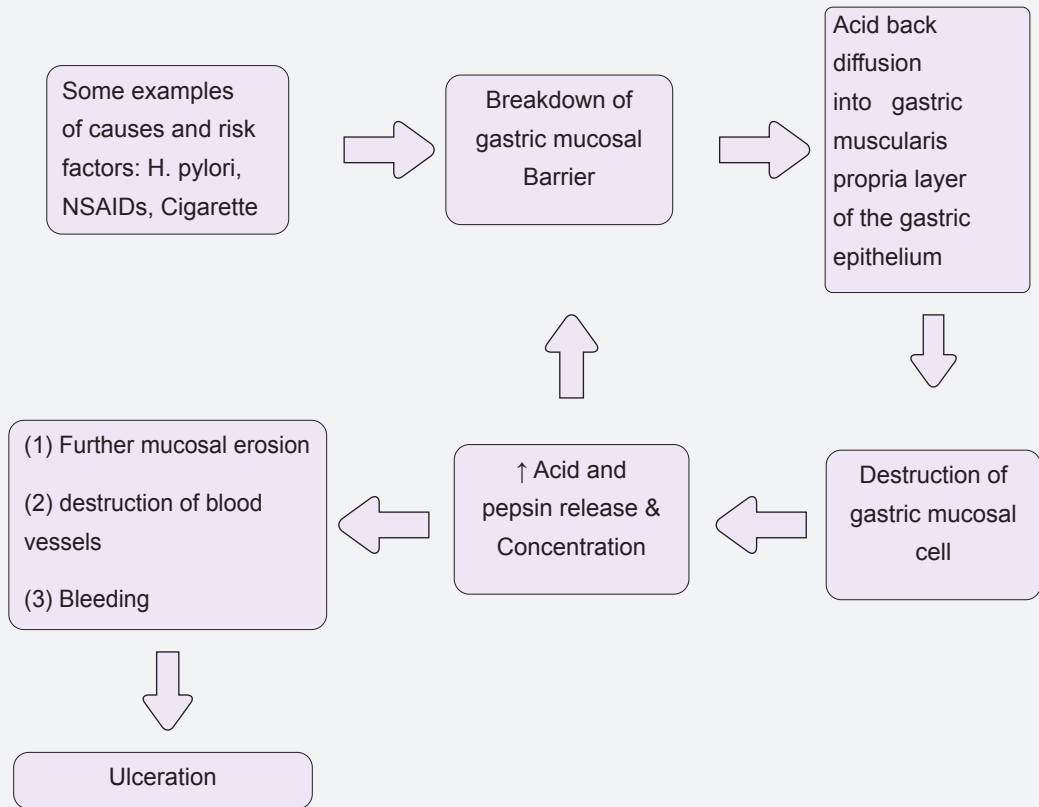 Some examples
of causes and risk
factors: H. pylori,
NSAIDs, Cigarette
Breakdown of
gastric mucosal
Barrier
Acid back
diffusion
into gastric
muscularis
propria layer
of the gastric
epithelium
Destruction of
gastric mucosal
cell
↑ Acid and
pepsin release &
Concentration
(1) Further mucosal erosion
(2) destruction of blood
vessels
(3) Bleeding
Ulceration